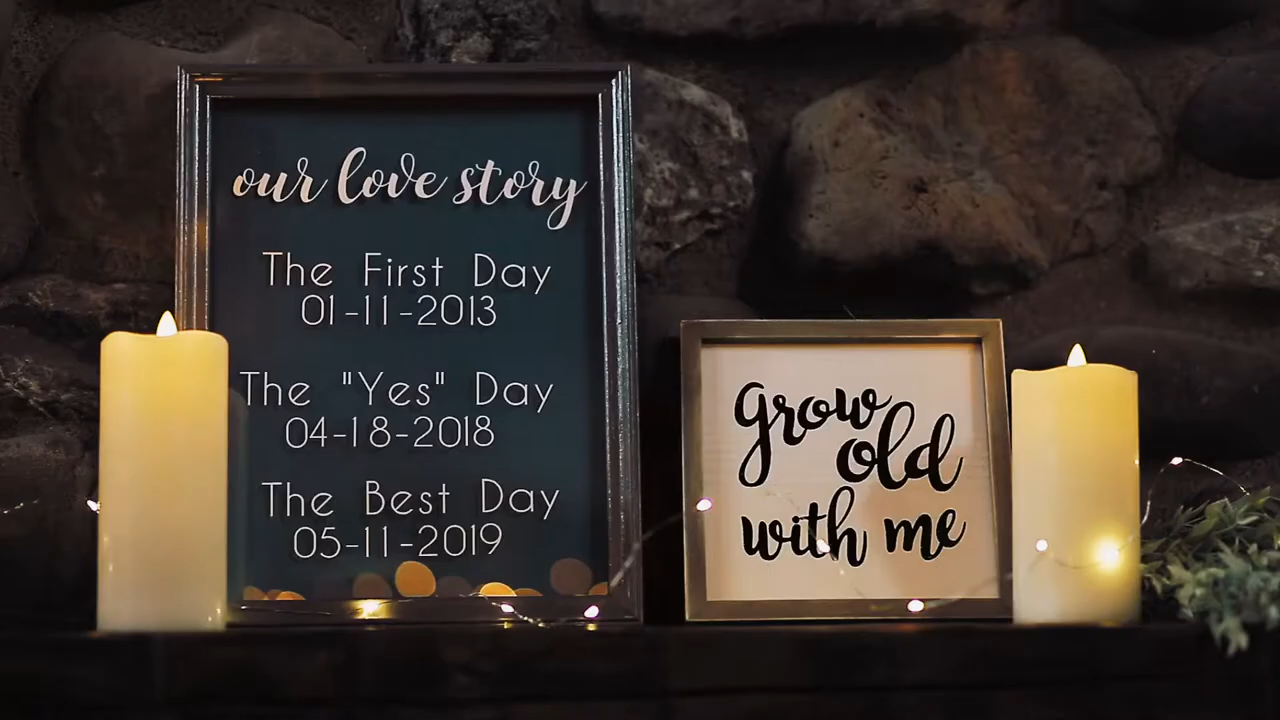 our love story
The First Day
01-11-2013
The "Yes" Day
04-18-2018
The Best Day
05-11-2019
grow
old
with me